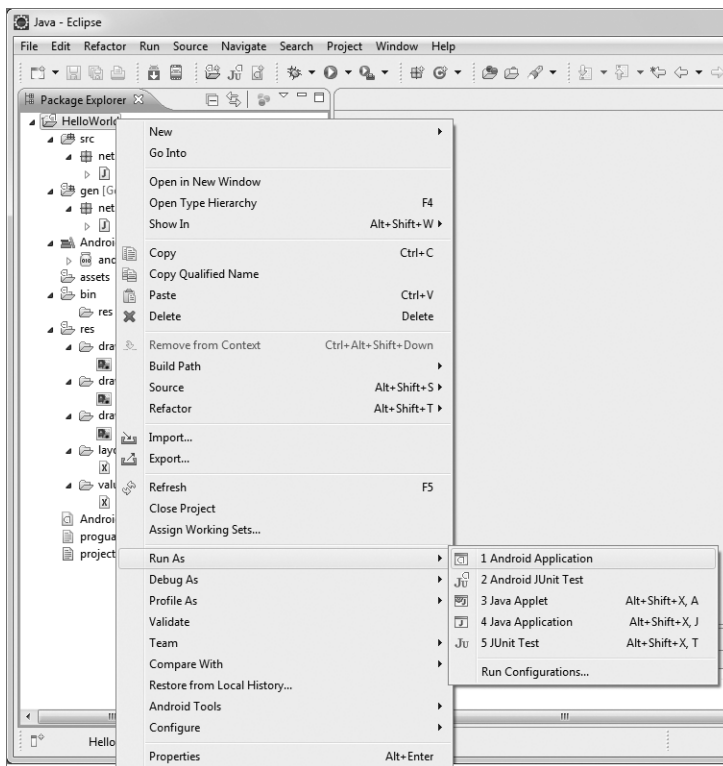 Java - Eclipse
File Edit Refactor Run Source Navigate Search Project Window Help
Package Explorer
HelloWorld
src
net
J
gen [G
net
J
Androi
and
assets
bin
res
res
dra
dra
dra
layo
X
valu
X
Androi
progua
project
New
Go Into
Open in New Window
Open Type Hierarchy F4
Show In Alt+Shift+W
Copy Ctrl+C
Copy Qualified Name
Paste Ctrl+V
Delete Delete
Remove from Context Ctrl+Alt+Shift+Down
Build Path
Source Alt+Shift+S
Refactor Alt+Shift+T
Import...
Export...
Refresh F5
Close Project
Assign Working Sets...
Run As
Debug As
Profile As
Validate
Team
Compare With
Restore from Local History...
Android Tools
Configure
Properties Alt+Enter
1 Android Application
JU 2 Android JUnit Test
3 Java Applet Alt+Shift+X, A
J 4 Java Application Alt+Shift+X, J
JU 5 JUnit Test Alt+Shift+X, T
Run Configurations...
Hello